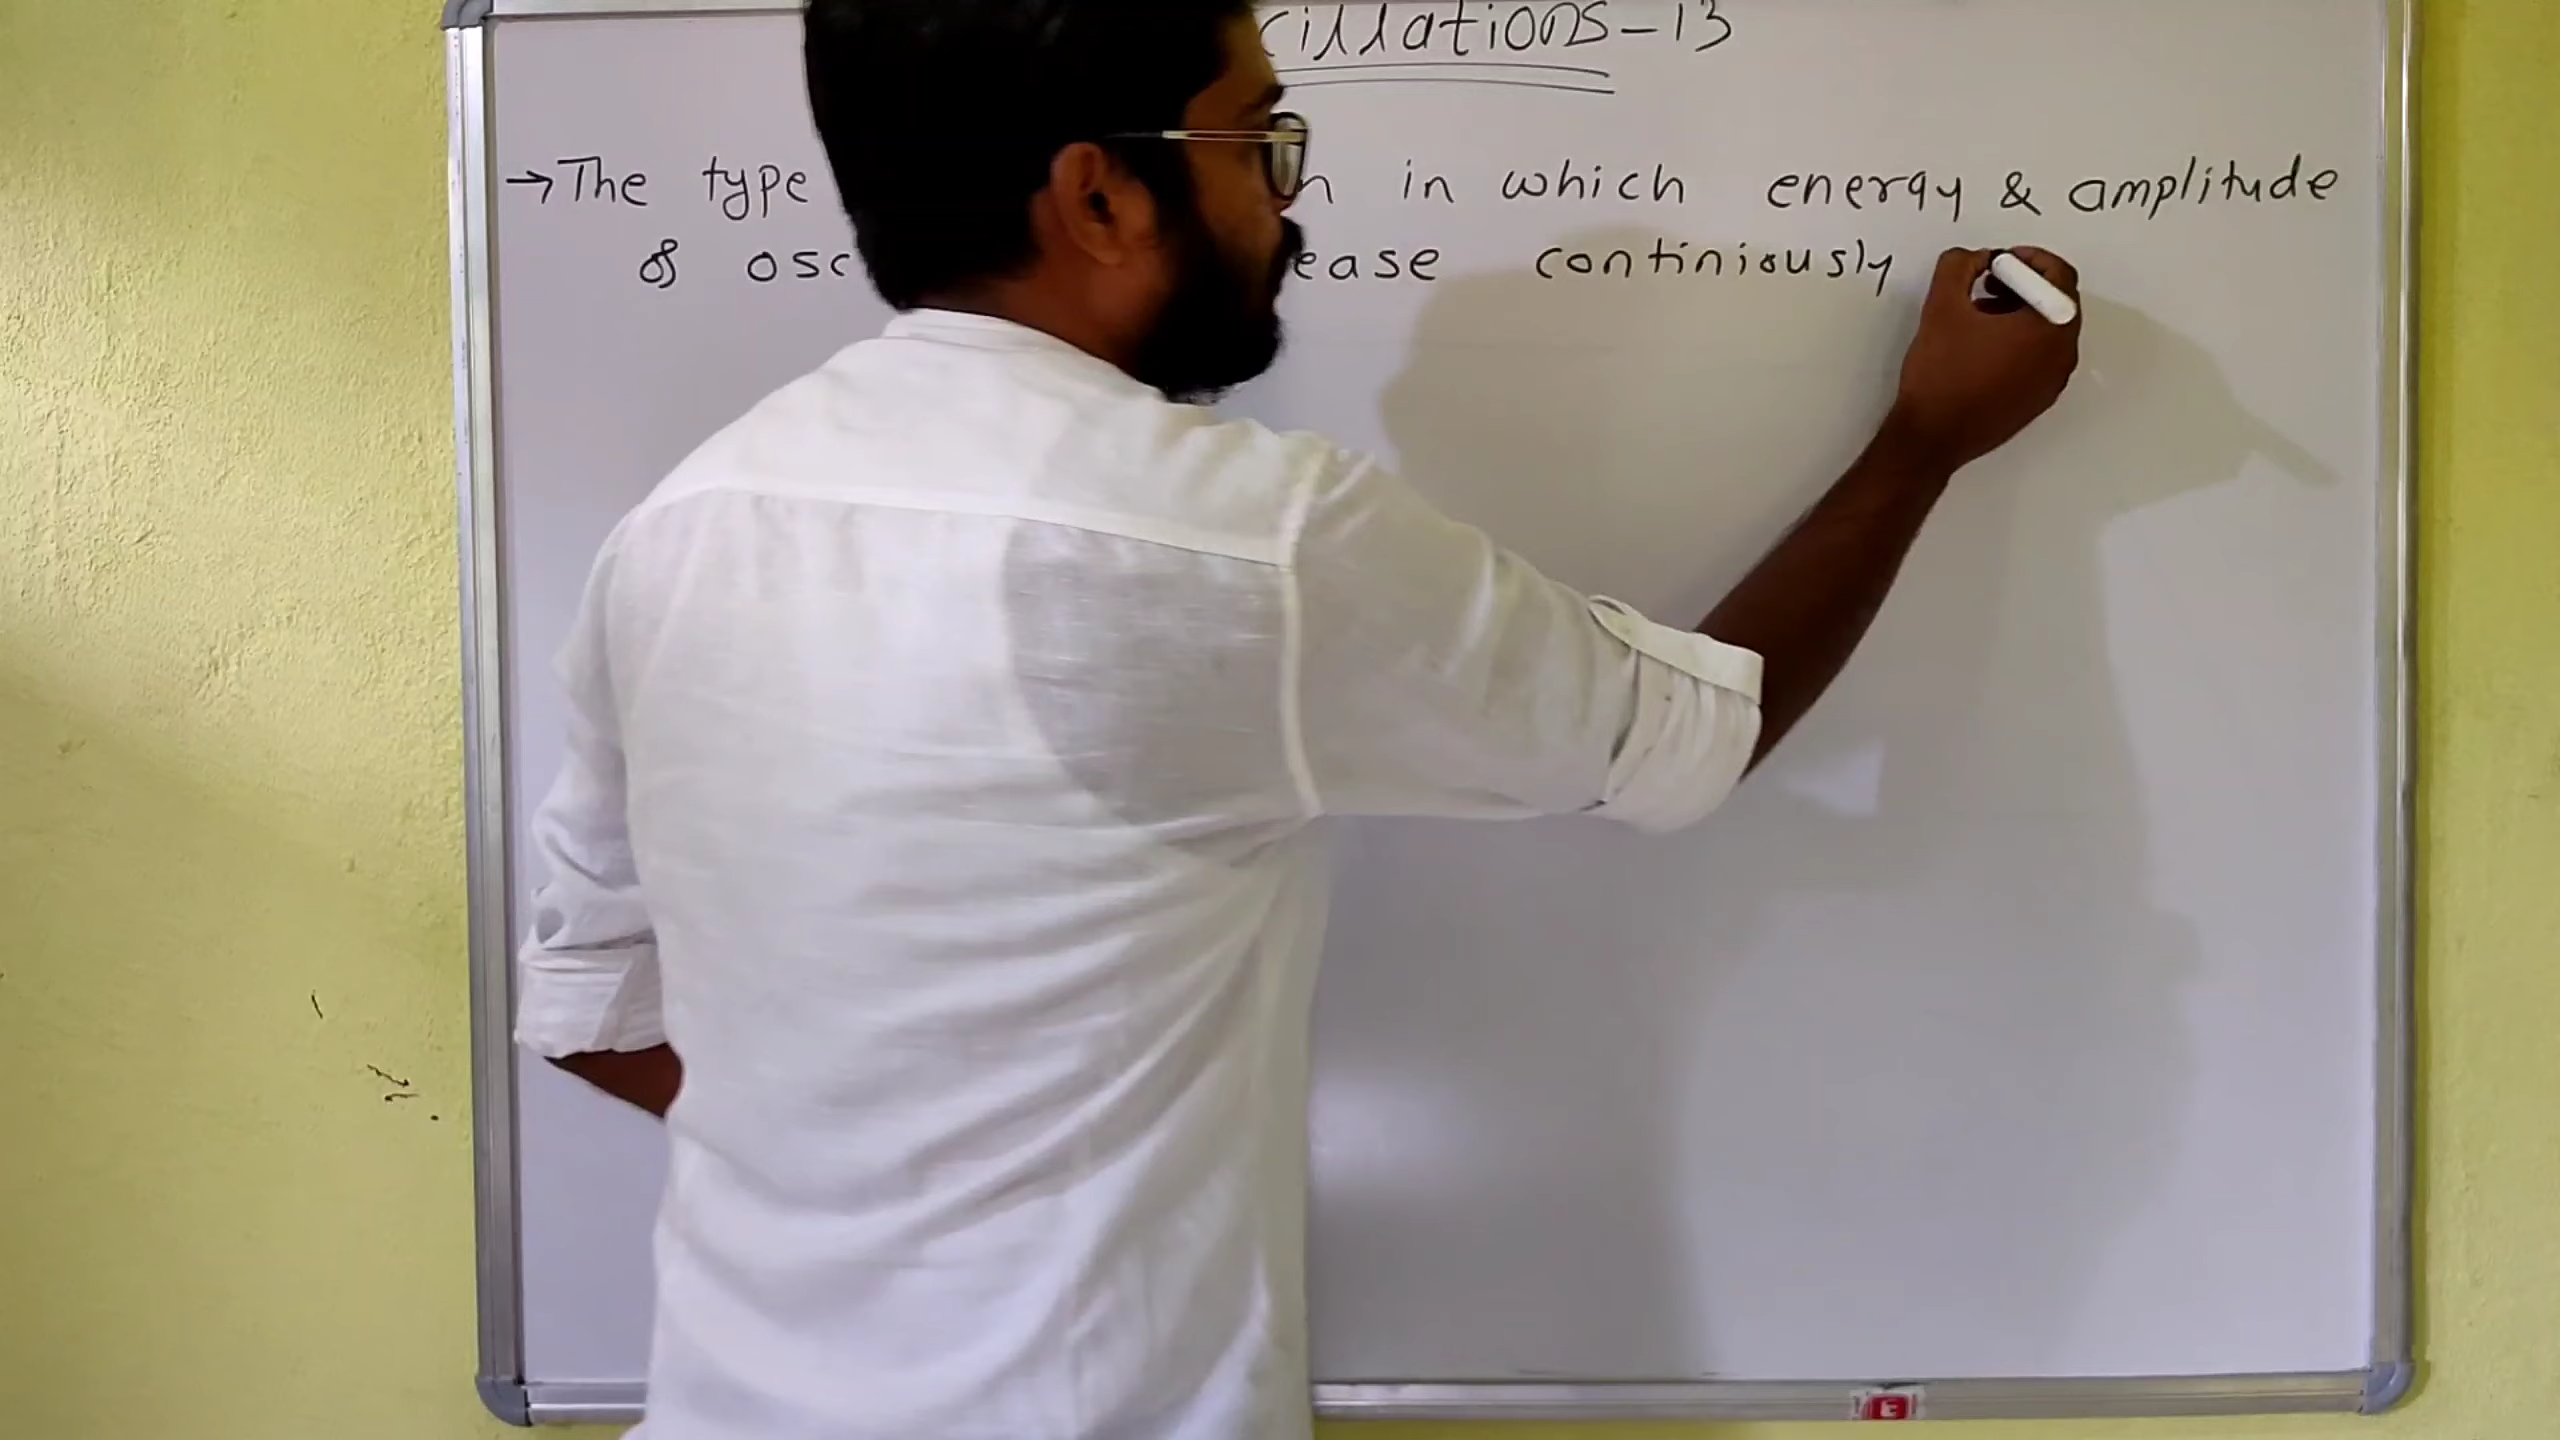 cillations-13
→The type n in which energy & amplitude
of osc ease continiously